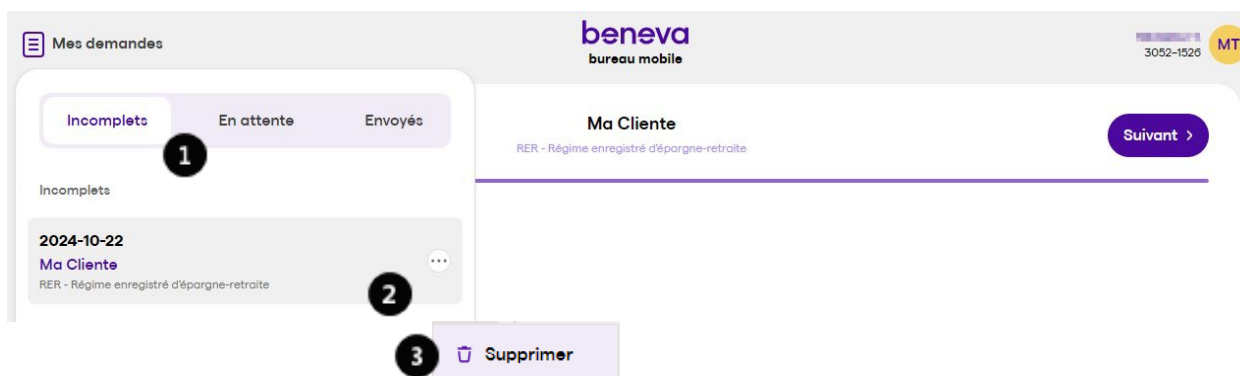 Mes demandes
beneva
bureau mobile
3052-1526
MT
Incomplets
En attente
Envoyés
1
Ma Cliente
RER - Régime enregistré d'épargne-retraite
Suivant >
Incomplets
2024-10-22
Ma Cliente
RER - Régime enregistré d'épargne-retraite
2
3
Supprimer